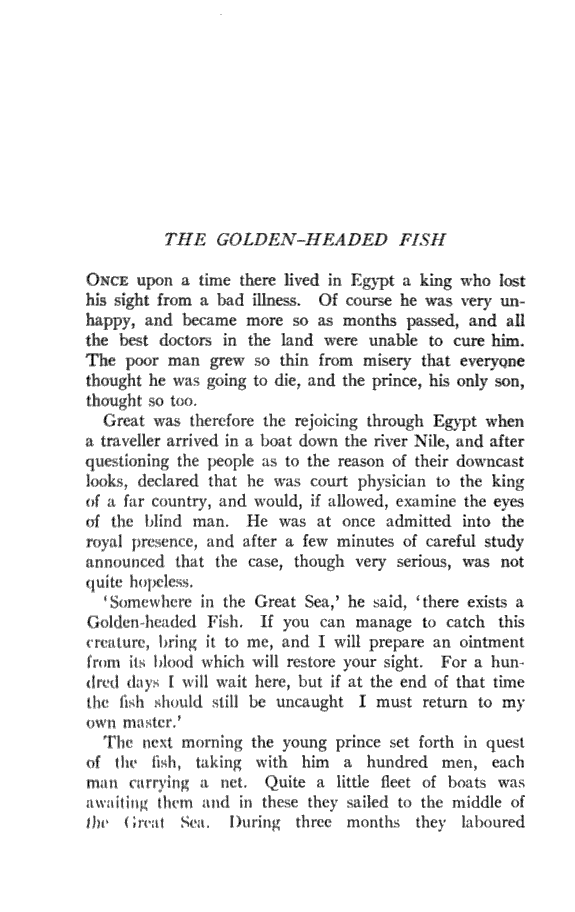 THE GOLDEN-HEADED FISH
ONCE upon a time there lived in Egypt a king who lost
his sight from a bad illness. Of course he was very un-
happy, and became more so as months passed, and all
the best doctors in the land were unable to cure him.
The poor man grew so thin from misery that everyone
thought he was going to die, and the prince, his only son,
thought so too.
Great was therefore the rejoicing through Egypt when
a traveller arrived in a boat down the river Nile, and after
questioning the people as to the reason of their downcast
looks, declared that he was court physician to the king
of a far country, and would, if allowed, examine the eyes
of the blind man. He was at once admitted into the
royal presence, and after a few minutes of careful study
announced that the case, though very serious, was not
quite hopeless.
‘Somewhere in the Great Sea,’ he said, ‘there exists a
Golden-headed Fish. If you can manage to catch this
creature, bring it to me, and I will prepare an ointment
from its blood which will restore your sight. For a hun-
dred days I will wait here, but if at the end of that time
the fish should still be uncaught I must return to my
own master.’
The next morning the young prince set forth in quest
of the fish, taking with him a hundred men, each
man carrying a net. Quite a little fleet of boats was
awaiting them and in these they sailed to the middle of
the Great Sea. During three months they laboured